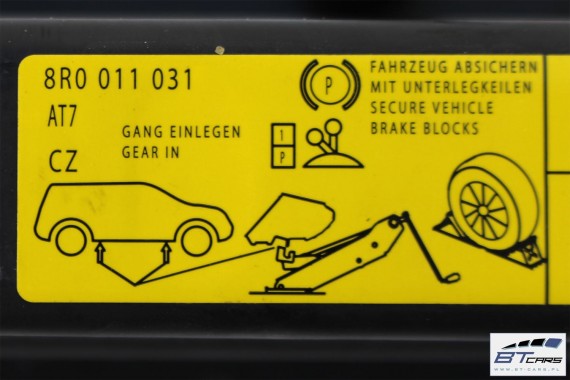 8R0 011 031
AT7
CZ
GANG EINLEGEN
GEAR IN
1
P
(P)
FAHRZEUG ABSICHERN
MIT UNTERLEGKEILEN
SECURE VEHICLE
BRAKE BLOCKS
BT CARS
WWW.BT-CARS.PL